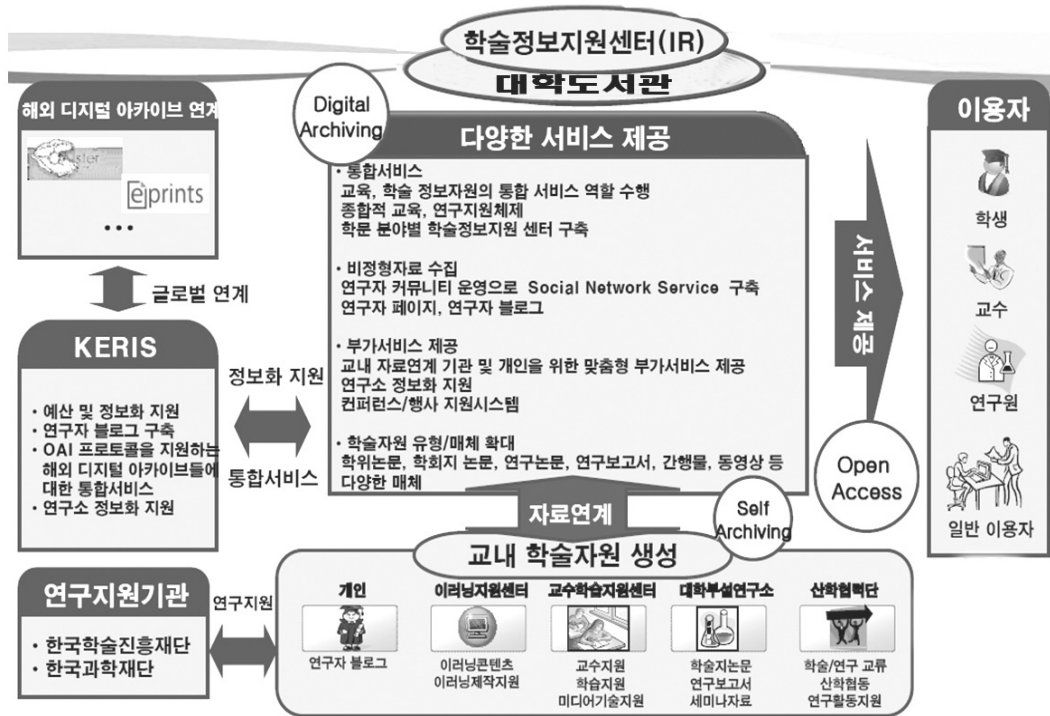 학술정보지원센터(IR)
대학도서관
해외 디지털 아카이브 연계
eprints
...
글로벌 연계
KERIS
• 예산 및 정보화 지원
• 연구자 블로그 구축
• OAI 프로토콜을 지원하는
해외 디지털 아카이브들에
대한 통합서비스
• 연구소 정보화 지원
정보화 지원
통합서비스
Digital
Archiving
다양한 서비스 제공
• 통합서비스
교육, 학술 정보자원의 통합 서비스 역할 수행
종합적 교육, 연구지원체제
학문 분야별 학술정보지원 센터 구축
• 비정형자료 수집
연구자 커뮤니티 운영으로 Social Network Service 구축
연구자 페이지, 연구자 블로그
• 부가서비스 제공
교내 자료연계 기관 및 개인을 위한 맞춤형 부가서비스 제공
연구소 정보화 지원
컨퍼런스/행사 지원시스템
• 학술자원 유형/매체 확대
학위논문, 학회지 논문, 연구논문, 연구보고서, 간행물, 동영상 등
다양한 매체
서비스 제공
Open
Access
이용자
학생
교수
연구원
일반 이용자
자료연계
Self
Archiving
교내 학술자원 생성
연구지원기관
• 한국학술진흥재단
• 한국과학재단
연구지원
개인
연구자 블로그
이러닝지원센터
이러닝콘텐츠
이러닝제작지원
교수학습지원센터
교수지원
학습지원
미디어기술지원
대학부설연구소
학술지논문
연구보고서
세미나자료
산학협력단
학술/연구 교류
산학협동
연구활동지원